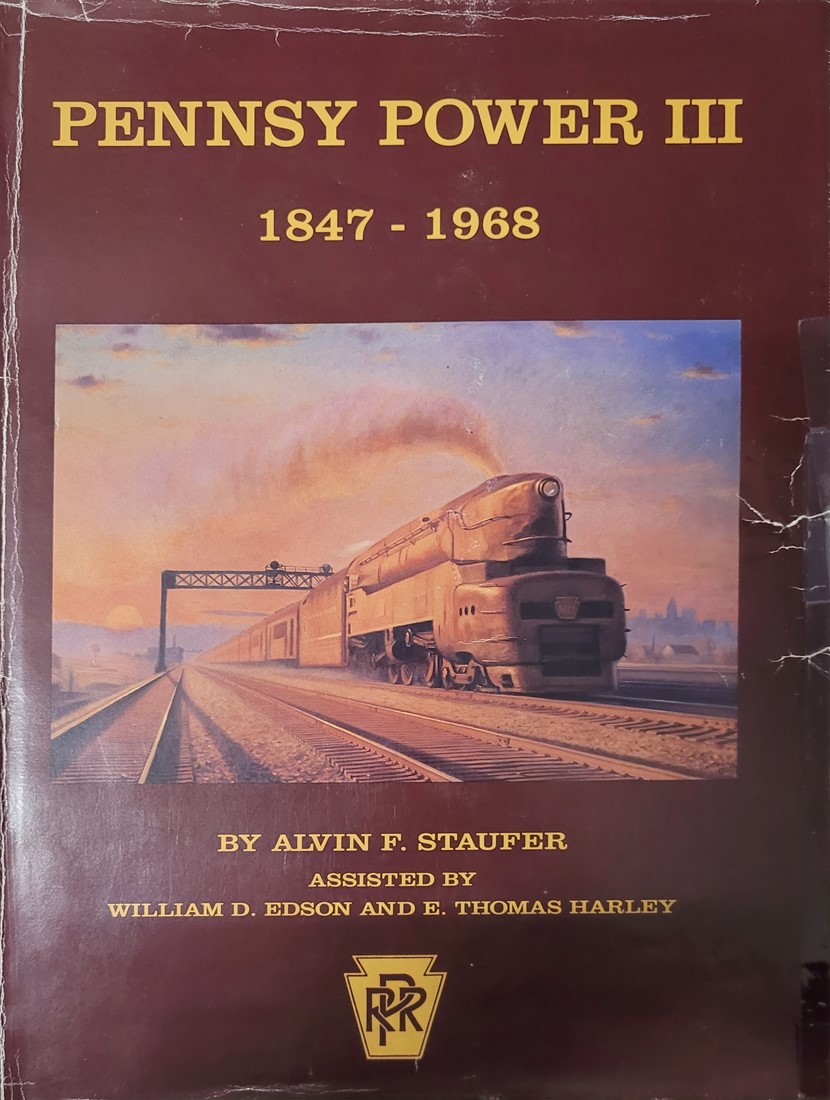 PENNSY POWER III
1847 - 1968
BY ALVIN F. STAUFER
ASSISTED BY
WILLIAM D. EDSON AND E. THOMAS HARLEY
PRR